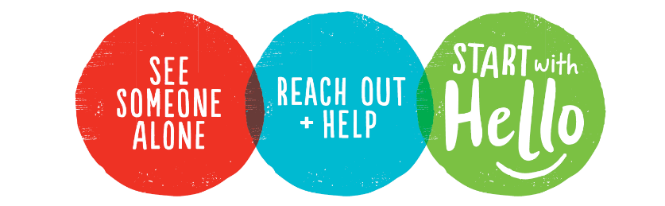 SEE
SOMEONE
ALONE
REACH OUT
+ HELP
START with
Hello